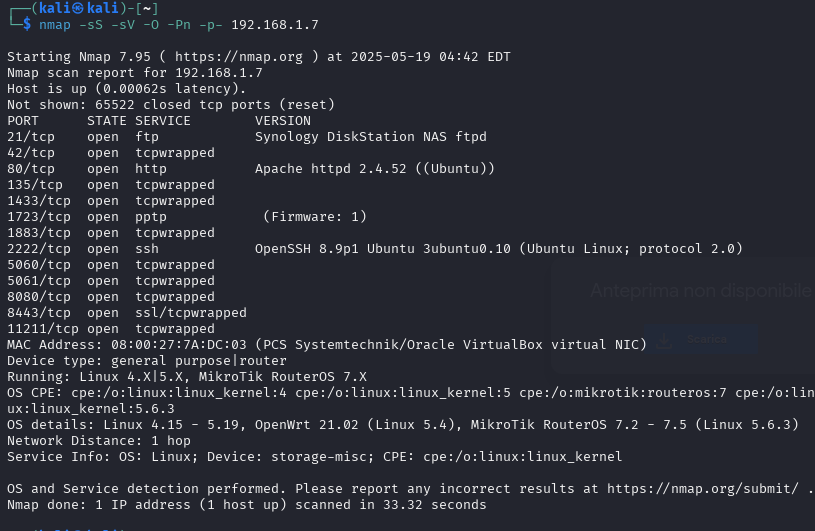 ┌──(kali㉿kali)-[~]
└─$ nmap -sS -sV -O -Pn -p- 192.168.1.7
Starting Nmap 7.95 ( https://nmap.org ) at 2025-05-19 04:42 EDT
Nmap scan report for 192.168.1.7
Host is up (0.00062s latency).
Not shown: 65522 closed tcp ports (reset)
PORT      STATE SERVICE        VERSION
21/tcp    open  ftp            Synology DiskStation NAS ftpd
42/tcp    open  tcpwrapped
80/tcp    open  http           Apache httpd 2.4.52 ((Ubuntu))
135/tcp   open  tcpwrapped
1433/tcp  open  tcpwrapped
1723/tcp  open  pptp            (Firmware: 1)
1883/tcp  open  tcpwrapped
2222/tcp  open  ssh            OpenSSH 8.9p1 Ubuntu 3ubuntu0.10 (Ubuntu Linux; protocol 2.0)
5060/tcp  open  tcpwrapped
5061/tcp  open  tcpwrapped
8080/tcp  open  tcpwrapped
Anteprima non disponibile
8443/tcp  open  ssl/tcpwrapped
11211/tcp open  tcpwrapped
MAC Address: 08:00:27:7A:DC:03 (PCS Systemtechnik/Oracle VirtualBox virtual NIC)
Scarica
Device type: general purpose|router
Running: Linux 4.X|5.X, MikroTik RouterOS 7.X
OS CPE: cpe:/o:linux:linux_kernel:4 cpe:/o:linux:linux_kernel:5 cpe:/o:mikrotik:routeros:7 cpe:/o:lin
ux:linux_kernel:5.6.3
OS details: Linux 4.15 - 5.19, OpenWrt 21.02 (Linux 5.4), MikroTik RouterOS 7.2 - 7.5 (Linux 5.6.3)
Network Distance: 1 hop
Service Info: OS: Linux; Device: storage-misc; CPE: cpe:/o:linux:linux_kernel
OS and Service detection performed. Please report any incorrect results at https://nmap.org/submit/ .
Nmap done: 1 IP address (1 host up) scanned in 33.32 seconds